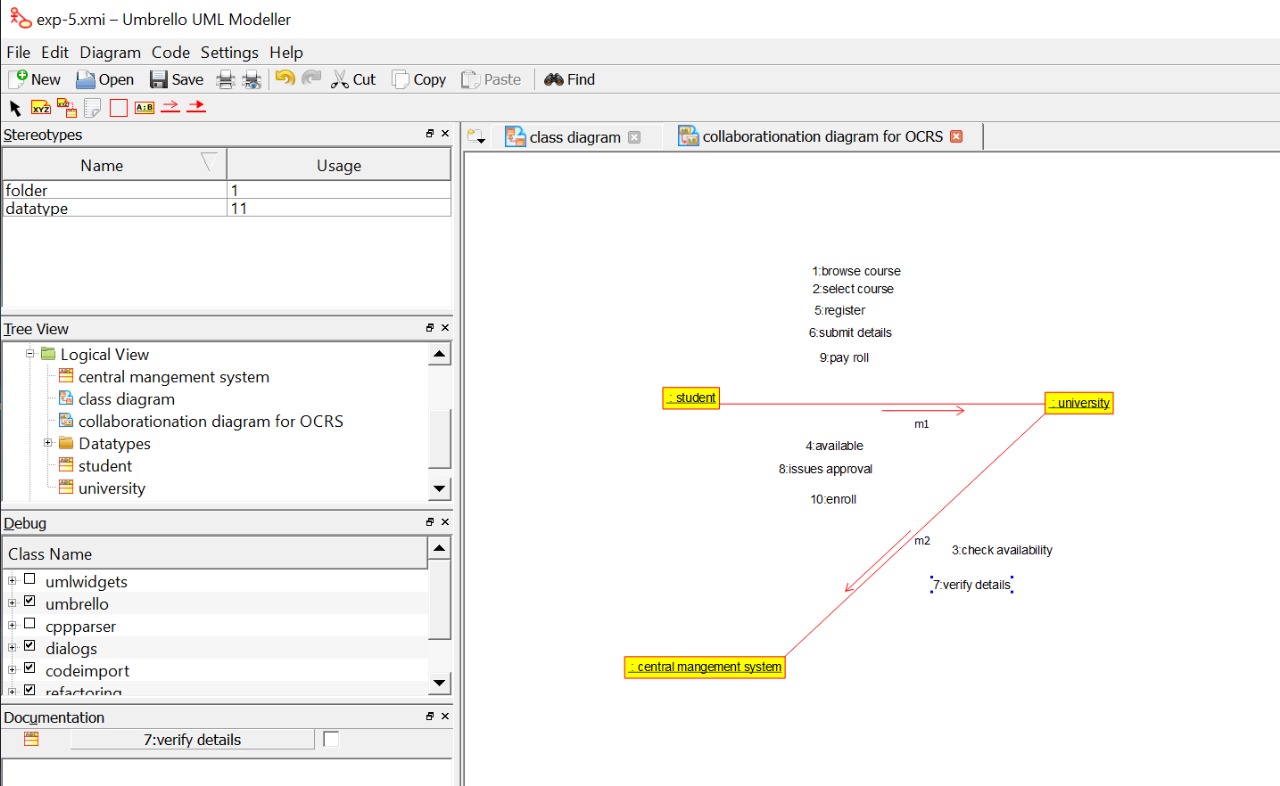 exp-5.xmi – Umbrello UML Modeller
File Edit Diagram Code Settings Help
New Open Save Cut Copy Paste Find
XYZ XYZ A:B
Stereotypes
Name Usage
folder 1
datatype 11
Tree View
Logical View
central mangement system
class diagram
collaborationation diagram for OCRS
Datatypes
student
university
Debug
Class Name
umlwidgets
umbrello
cppparser
dialogs
codeimport
refactoring
Documentation
7:verify details
class diagram collaborationation diagram for OCRS
1:browse course
2:select course
5:register
6:submit details
9:pay roll
: student
: university
m1
4:available
8:issues approval
10:enroll
m2
3:check availability
7:verify details
: central mangement system